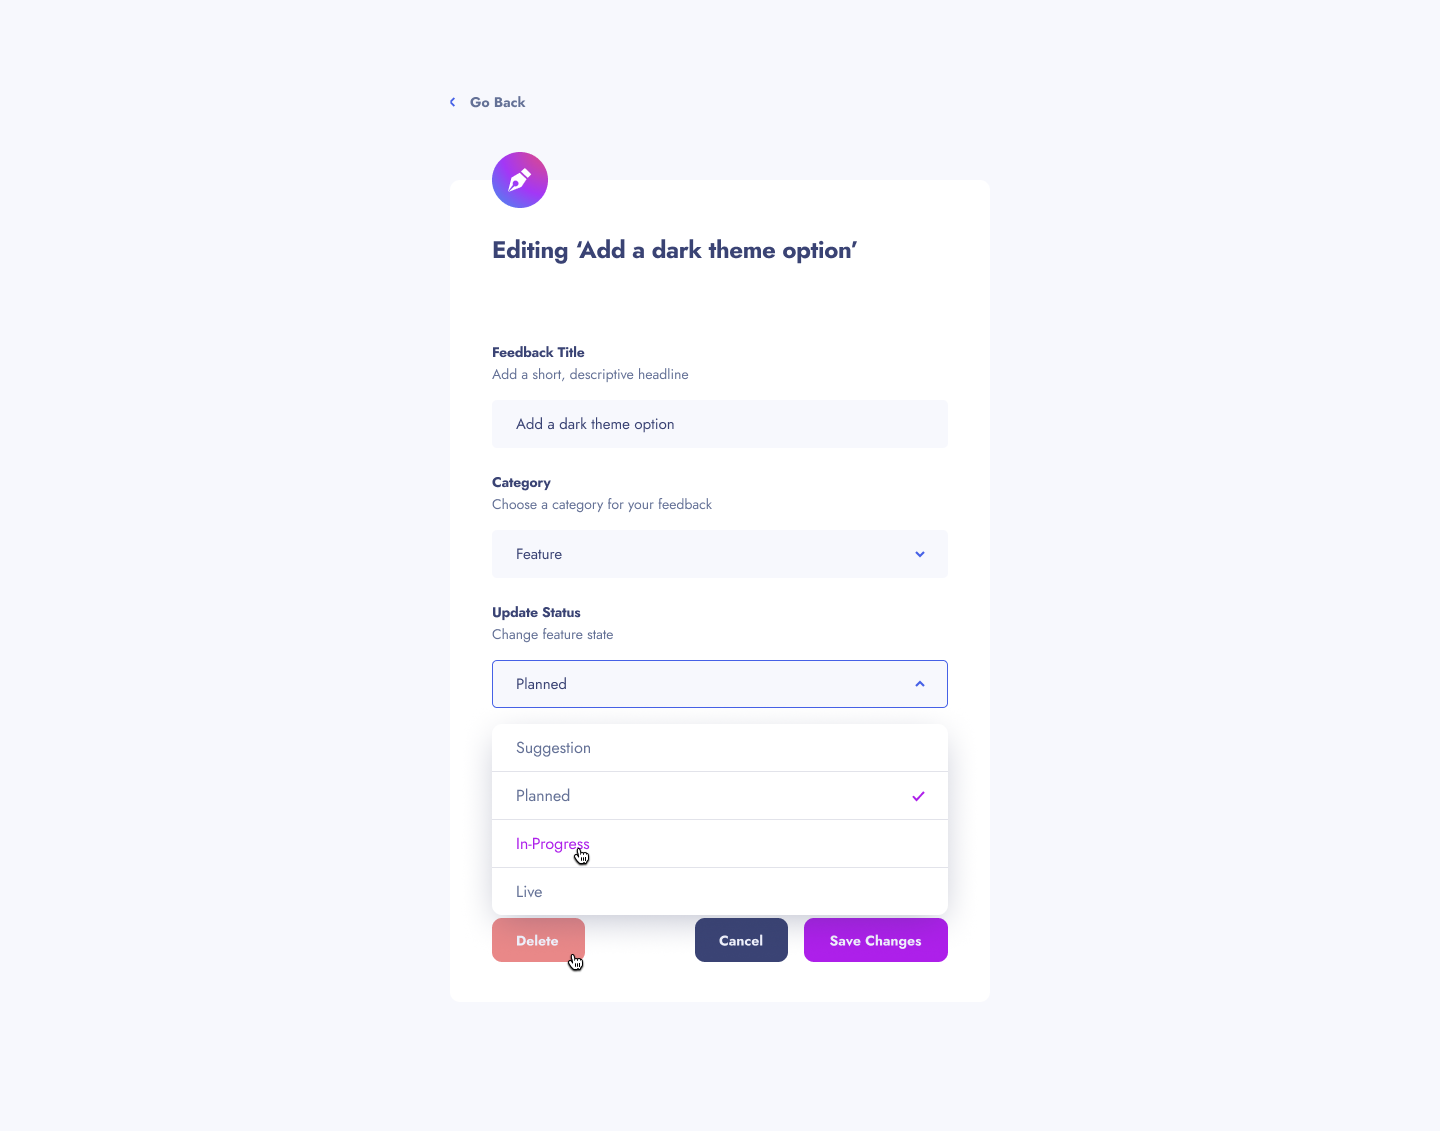 Go Back
Editing ‘Add a dark theme option’
Feedback Title
Add a short, descriptive headline
Add a dark theme option
Category
Choose a category for your feedback
Feature
Update Status
Change feature state
Planned
Suggestion
Planned
In-Progress
Live
Delete
Cancel
Save Changes